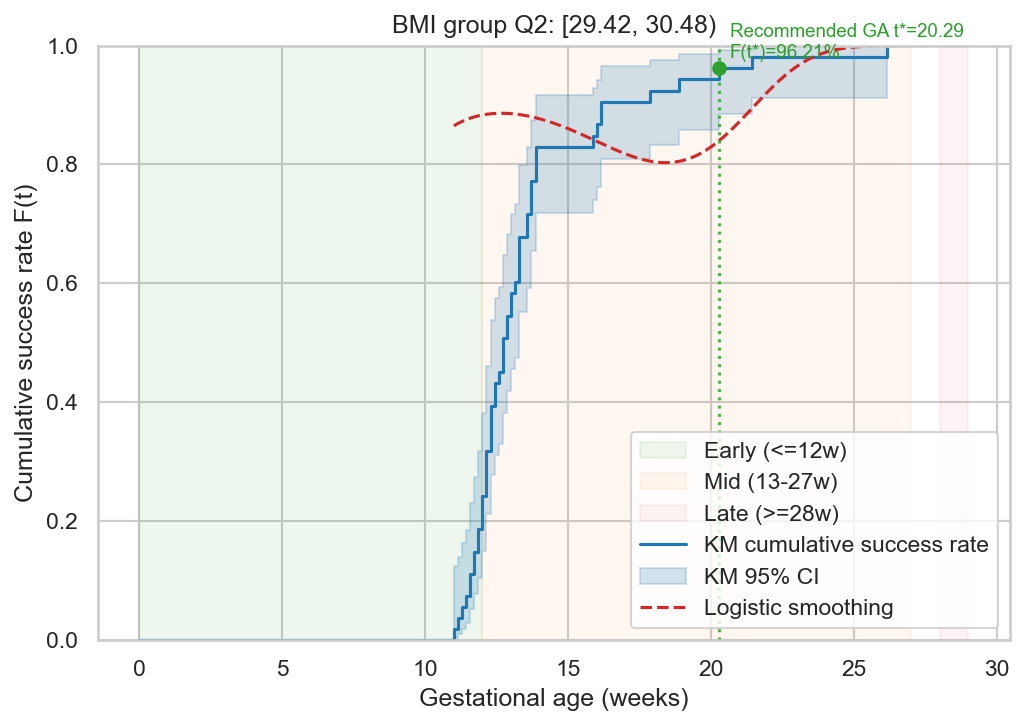 BMI group Q2: [29.42, 30.48)
Recommended GA t*=20.29
F(t*)=96.21%
Cumulative success rate F(t)
1.0
0.8
0.6
0.4
0.2
0.0
Early (<=12w)
Mid (13-27w)
Late (>=28w)
KM cumulative success rate
KM 95% CI
Logistic smoothing
0 5 10 15 20 25 30
Gestational age (weeks)